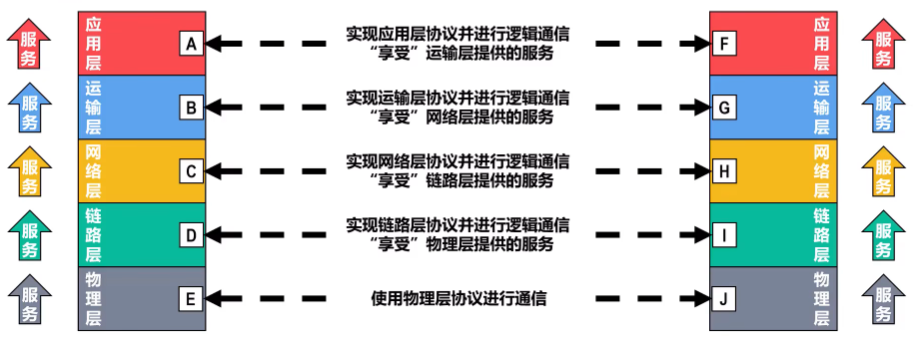 服务
应用层
A
实现应用层协议并进行逻辑通信
“享受”运输层提供的服务
F
应用层
服务
服务
运输层
B
实现运输层协议并进行逻辑通信
“享受”网络层提供的服务
G
运输层
服务
服务
网络层
C
实现网络层协议并进行逻辑通信
“享受”链路层提供的服务
H
网络层
服务
服务
链路层
D
实现链路层协议并进行逻辑通信
“享受”物理层提供的服务
I
链路层
服务
服务
物理层
E
使用物理层协议进行通信
J
物理层
服务